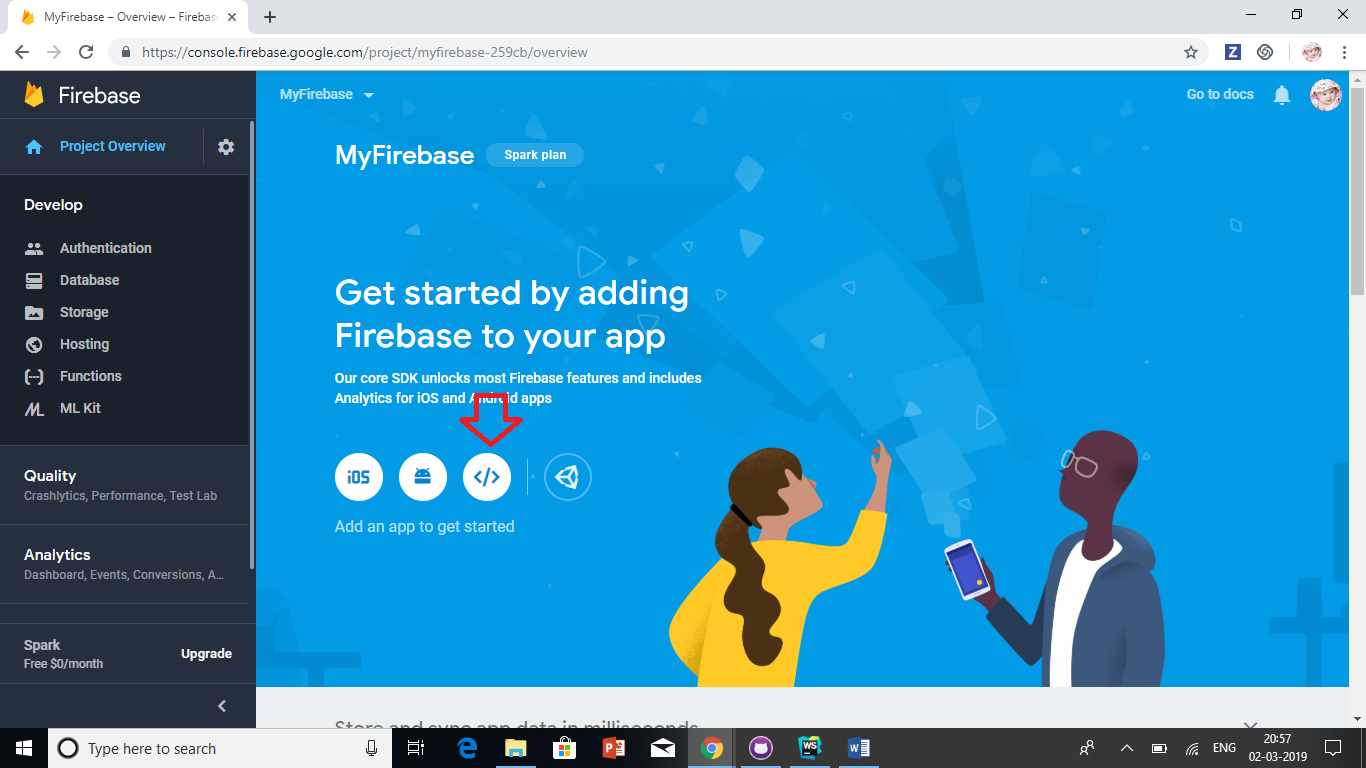 MyFirebase – Overview – Firebase
https://console.firebase.google.com/project/myfirebase-259cb/overview
Z
Firebase
MyFirebase
Go to docs
Project Overview
MyFirebase
Spark plan
Develop
Authentication
Database
Storage
Hosting
Functions
ML Kit
Get started by adding
Firebase to your app
Our core SDK unlocks most Firebase features and includes
Analytics for iOS and Android apps
iOS
</>
Add an app to get started
Quality
Crashlytics, Performance, Test Lab
Analytics
Dashboard, Events, Conversions, A...
Spark
Free $0/month
Upgrade
Store and sync app data in milliseconds
Type here to search
WS
ENG
20:57
02-03-2019